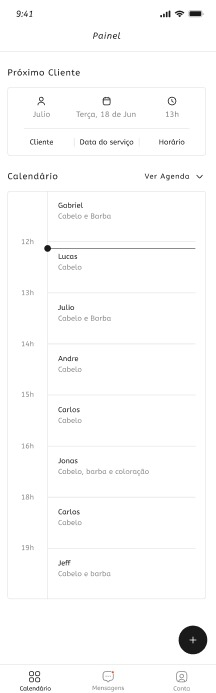 9:41
Painel
Próximo Cliente
Julio
Terça, 18 de Jun
13h
Cliente
Data do serviço
Horário
Calendário
Ver Agenda
Gabriel
Cabelo e Barba
12h
Lucas
Cabelo
13h
Julio
Cabelo e Barba
14h
Andre
Cabelo
15h
Carlos
Cabelo
16h
Jonas
Cabelo, barba e coloração
18h
Carlos
Cabelo
19h
Jeff
Cabelo e barba
+
Calendário
Mensagens
Conta